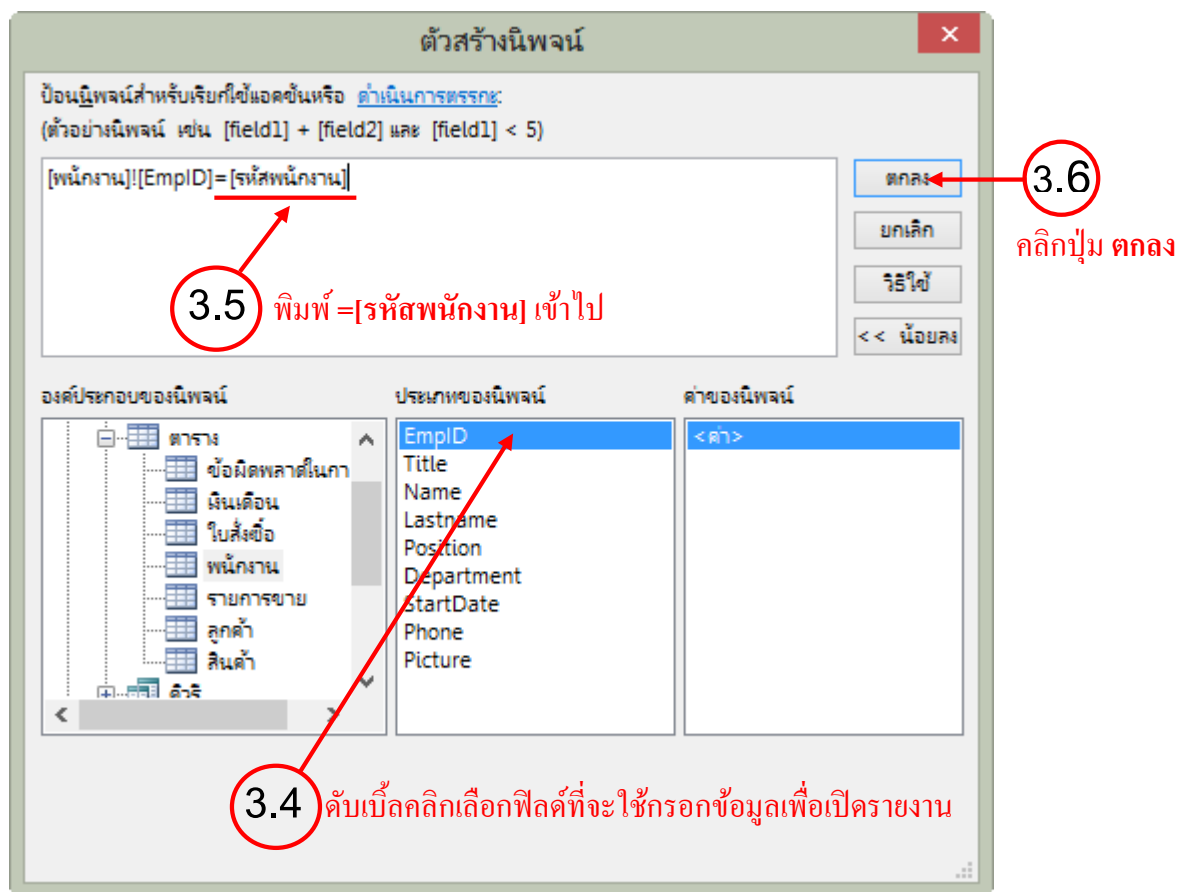 ตัวสร้างนิพจน์
ป้อนนิพจน์สำหรับเรียกใช้แอคชันหรือ ดำเนินการตรรกะ:
(ตัวอย่างนิพจน์ เช่น [field1] + [field2] และ [field1] < 5)
[พนักงาน]![EmpID]=[รหัสพนักงาน]
ตกลง
3.6
ยกเลิก
คลิกปุ่ม ตกลง
วิธีใช้
3.5 พิมพ์ =[รหัสพนักงาน] เข้าไป
<< น้อยลง
องค์ประกอบของนิพจน์
ตาราง
ข้อผิดพลาดในกา
เงินเดือน
ใบสั่งซื้อ
พนักงาน
รายการขาย
ลูกค้า
สินค้า
คิวรี
ประเภทของนิพจน์
EmpID
Title
Name
Lastname
Position
Department
StartDate
Phone
Picture
ค่าของนิพจน์
<ค่า>
3.4 ดับเบิ้ลคลิกเลือกฟิลด์ที่จะใช้กรอกข้อมูลเพื่อเปิดรายงาน